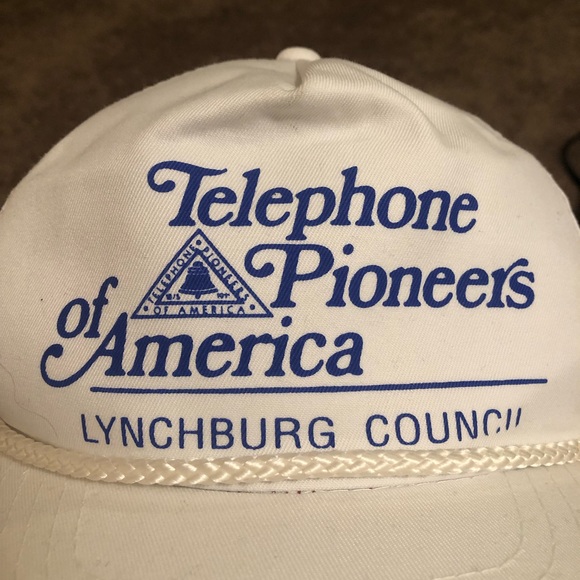 Telephone
Pioneers
of America
TELEPHONE PIONEERS
OF AMERICA
LYNCHBURG COUNCIL